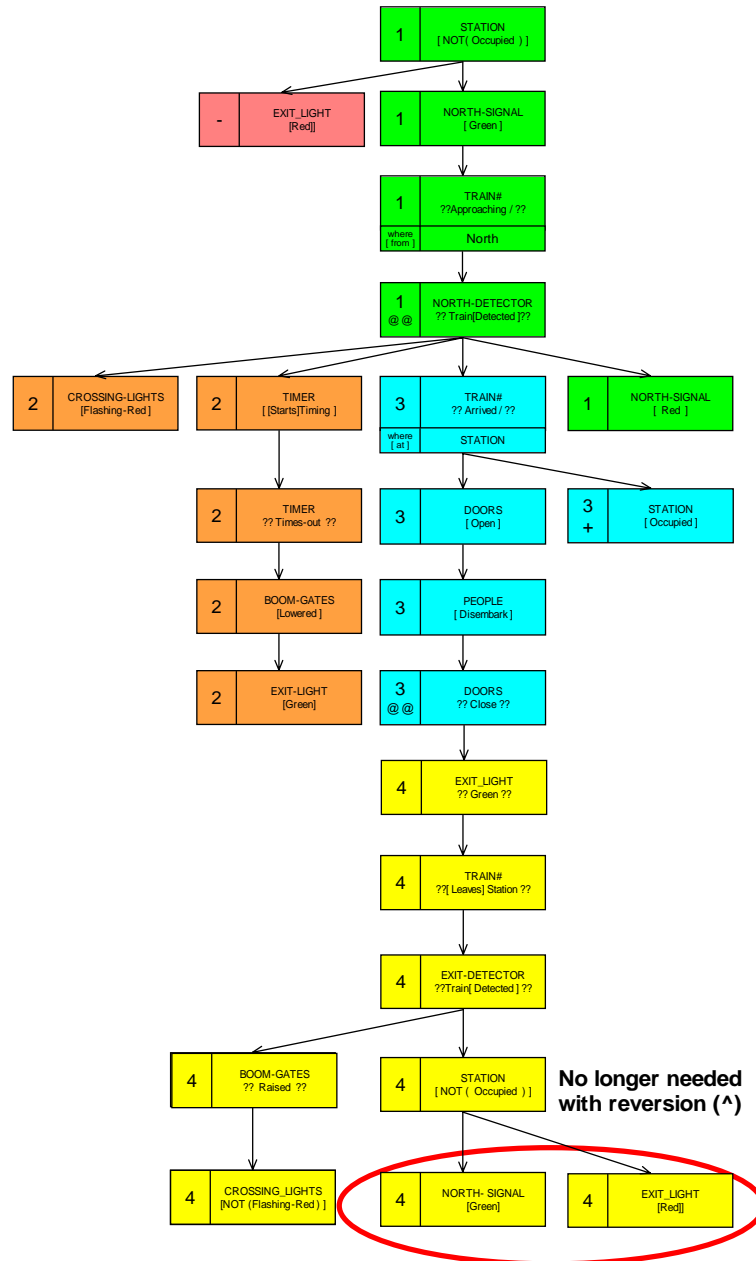 1
STATION
[ NOT( Occupied ) ]
-
EXIT_LIGHT
[Red]]
1
NORTH-SIGNAL
[ Green ]
1
TRAIN#
??Approaching / ??
where
[ from ]
North
1
@ @
NORTH-DETECTOR
?? Train[Detected ]??
2
CROSSING-LIGHTS
[Flashing-Red ]
2
TIMER
[ [Starts]Timing ]
3
TRAIN#
?? Arrived / ??
where
[ at ]
STATION
1
NORTH-SIGNAL
[ Red ]
2
TIMER
?? Times-out ??
3
DOORS
[ Open ]
3
+
STATION
[ Occupied ]
2
BOOM-GATES
[Lowered ]
3
PEOPLE
[ Disembark ]
2
EXIT-LIGHT
[Green]
3
@ @
DOORS
?? Close ??
4
EXIT_LIGHT
?? Green ??
4
TRAIN#
??[ Leaves] Station ??
4
EXIT-DETECTOR
??Train[ Detected ] ??
4
BOOM-GATES
?? Raised ??
4
STATION
[ NOT ( Occupied ) ]
No longer needed
with reversion (^)
4
CROSSING_LIGHTS
[NOT (Flashing-Red ) ]
4
NORTH- SIGNAL
[Green]
4
EXIT_LIGHT
[Red]]